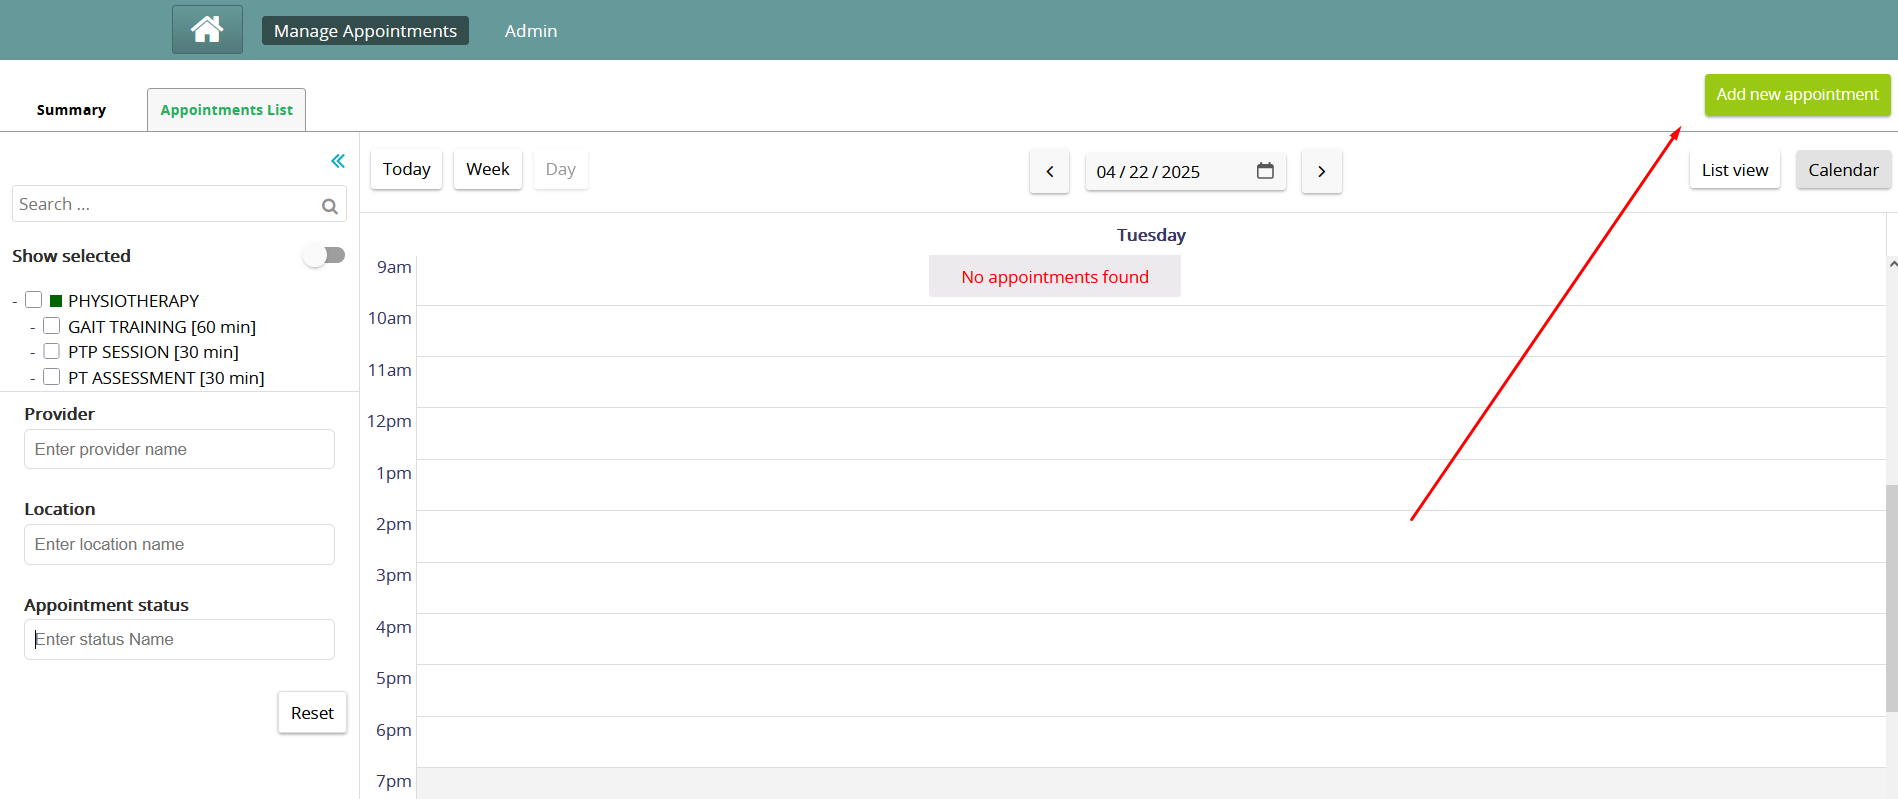 Manage Appointments
Admin
Summary
Appointments List
Add new appointment
Today
Week
Day
04 / 22 / 2025
List view
Calendar
Search ...
Show selected
- PHYSIOTHERAPY
- GAIT TRAINING [60 min]
- PTP SESSION [30 min]
- PT ASSESSMENT [30 min]
Provider
Enter provider name
Location
Enter location name
Appointment status
Enter status Name
Reset
Tuesday
9am
No appointments found
10am
11am
12pm
1pm
2pm
3pm
4pm
5pm
6pm
7pm